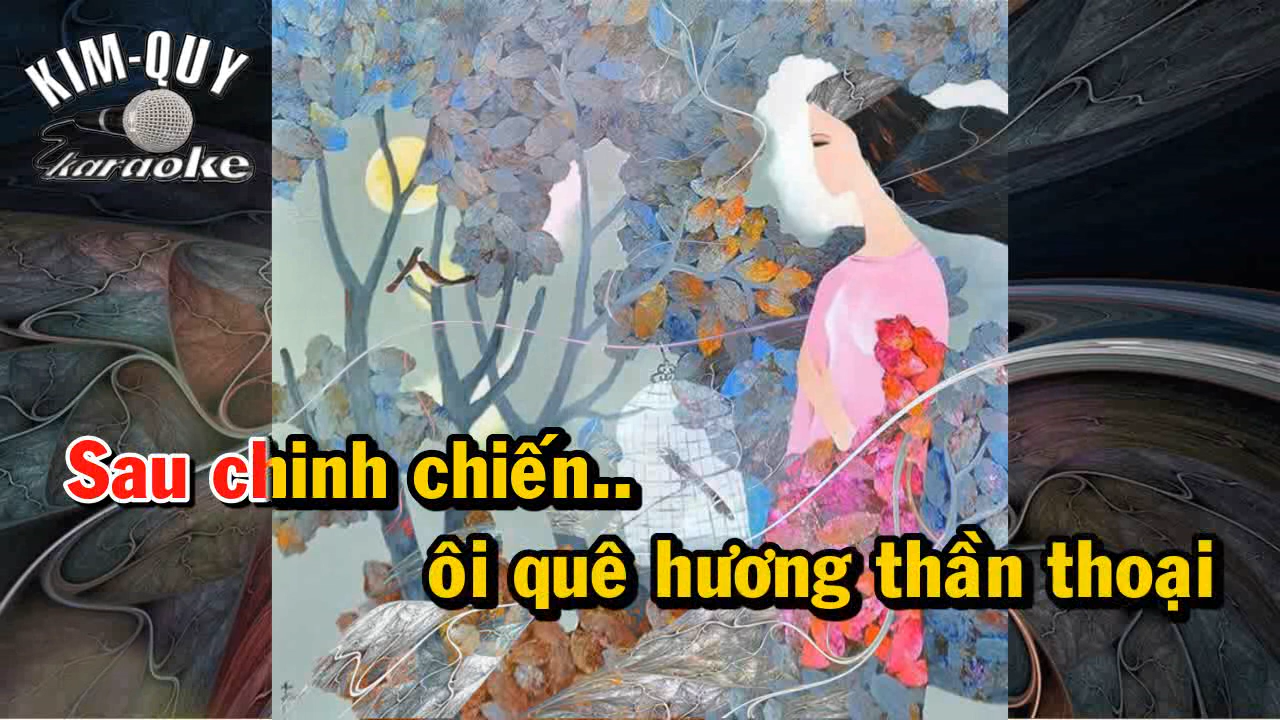 KIM-QUY
karaoke
Sau chinh chiến..
ôi quê hương thần thoại